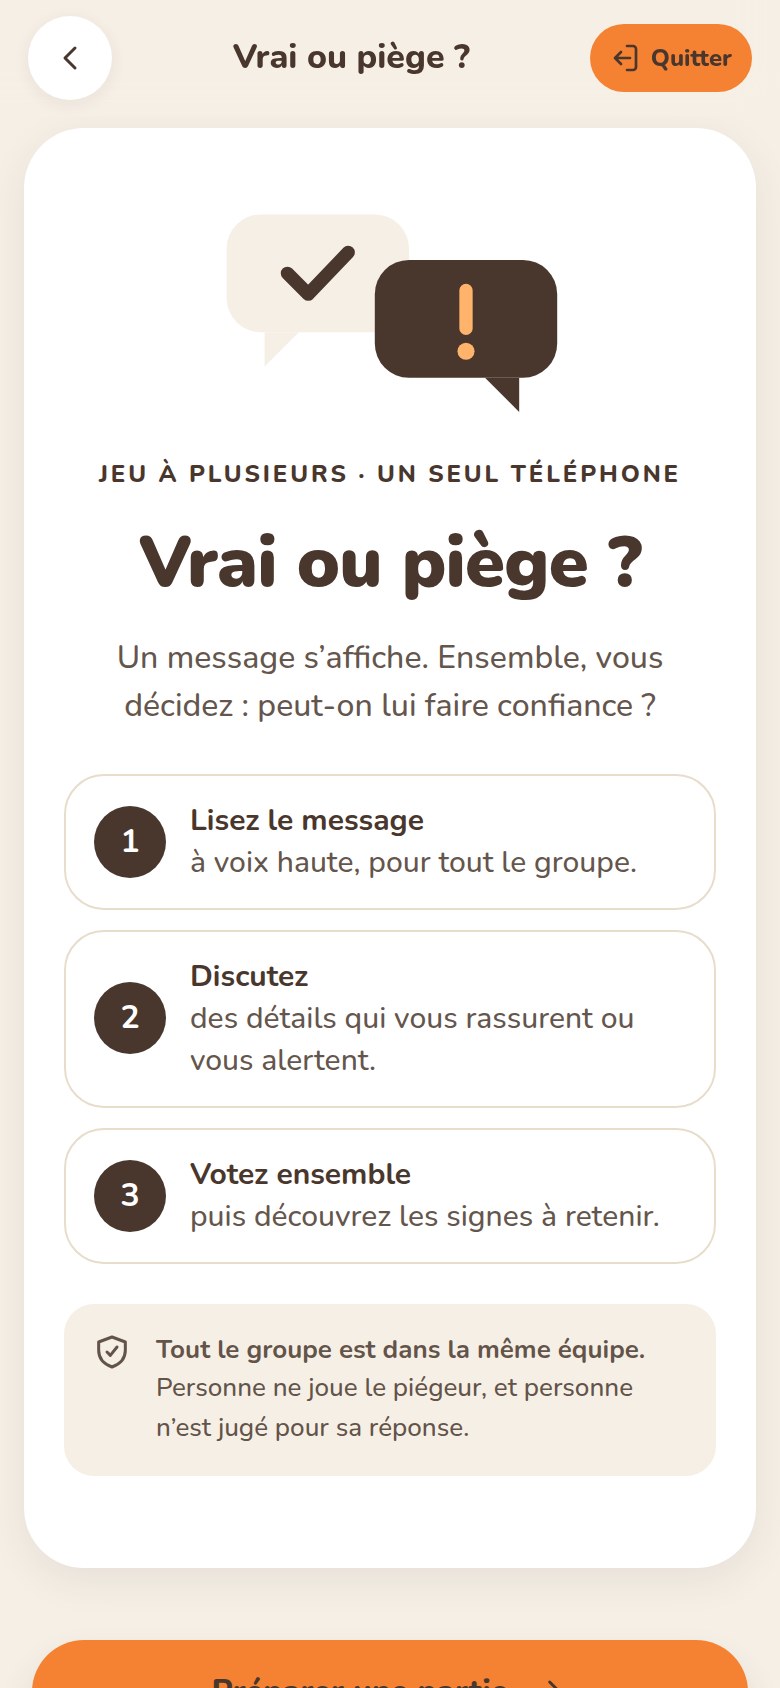 Vrai ou piège ?
Quitter
JEU À PLUSIEURS · UN SEUL TÉLÉPHONE
Vrai ou piège ?
Un message s’affiche. Ensemble, vous
décidez : peut-on lui faire confiance ?
1
Lisez le message
à voix haute, pour tout le groupe.
2
Discutez
des détails qui vous rassurent ou
vous alertent.
3
Votez ensemble
puis découvrez les signes à retenir.
Tout le groupe est dans la même équipe.
Personne ne joue le piégeur, et personne
n’est jugé pour sa réponse.
Préparer une partie